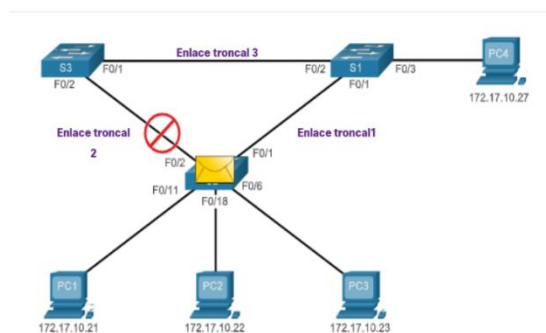 Enlace troncal 3
S3
F0/1
F0/2
S1
F0/3
PC4
F0/2
F0/1
172.17.10.27
Enlace troncal
2
Enlace troncal1
F0/2
F0/1
F0/11
F0/18
F0/6
PC1
PC2
PC3
172.17.10.21
172.17.10.22
172.17.10.23